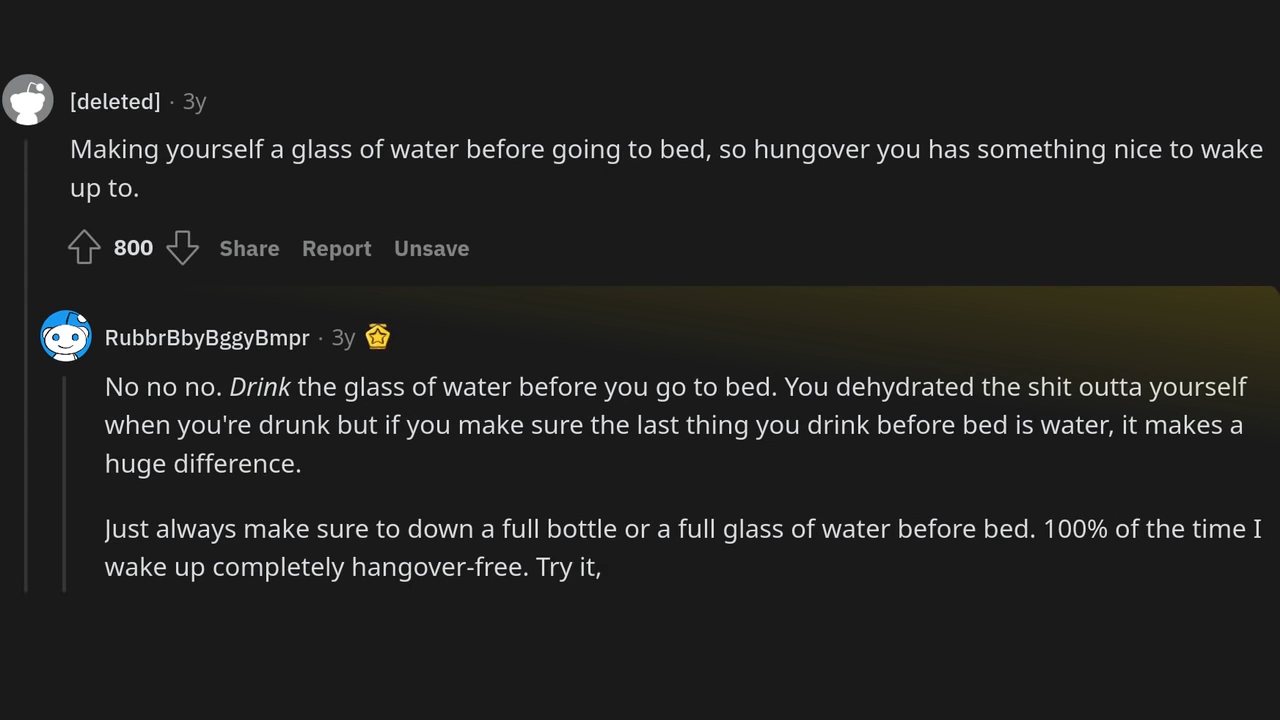 [deleted] · 3y
Making yourself a glass of water before going to bed, so hungover you has something nice to wake
up to.
800 Share Report Unsave
RubbrBbyBggyBmpr · 3y
No no no. Drink the glass of water before you go to bed. You dehydrated the shit outta yourself
when you're drunk but if you make sure the last thing you drink before bed is water, it makes a
huge difference.
Just always make sure to down a full bottle or a full glass of water before bed. 100% of the time I
wake up completely hangover-free. Try it,